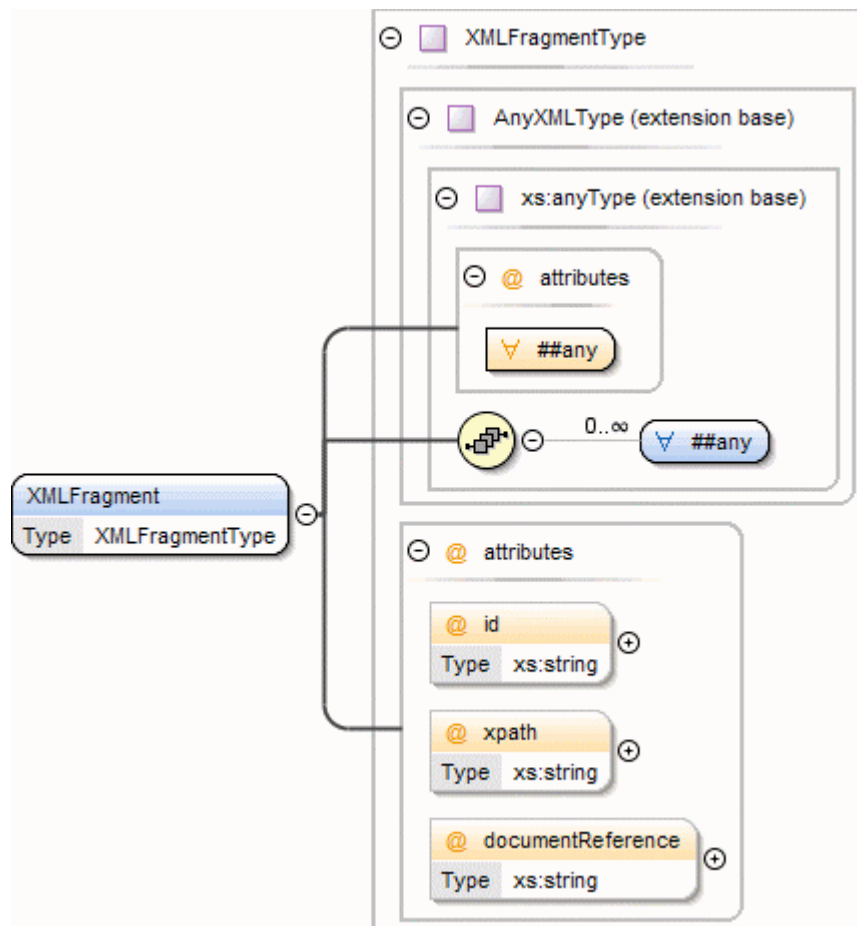 XMLFragmentType
AnyXMLType (extension base)
xs:anyType (extension base)
@ attributes
∀ ##any
0..∞
∀ ##any
XMLFragment
Type XMLFragmentType
@ attributes
@ id
Type xs:string
@ xpath
Type xs:string
@ documentReference
Type xs:string